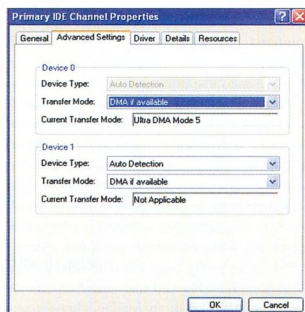 Primary IDE Channel Properties
General Advanced Settings Driver Details Resources
Device 0
Device Type: Auto Detection
Transfer Mode: DMA if available
Current Transfer Mode: Ultra DMA Mode 5
Device 1
Device Type: Auto Detection
Transfer Mode: DMA if available
Current Transfer Mode: Not Applicable
OK Cancel